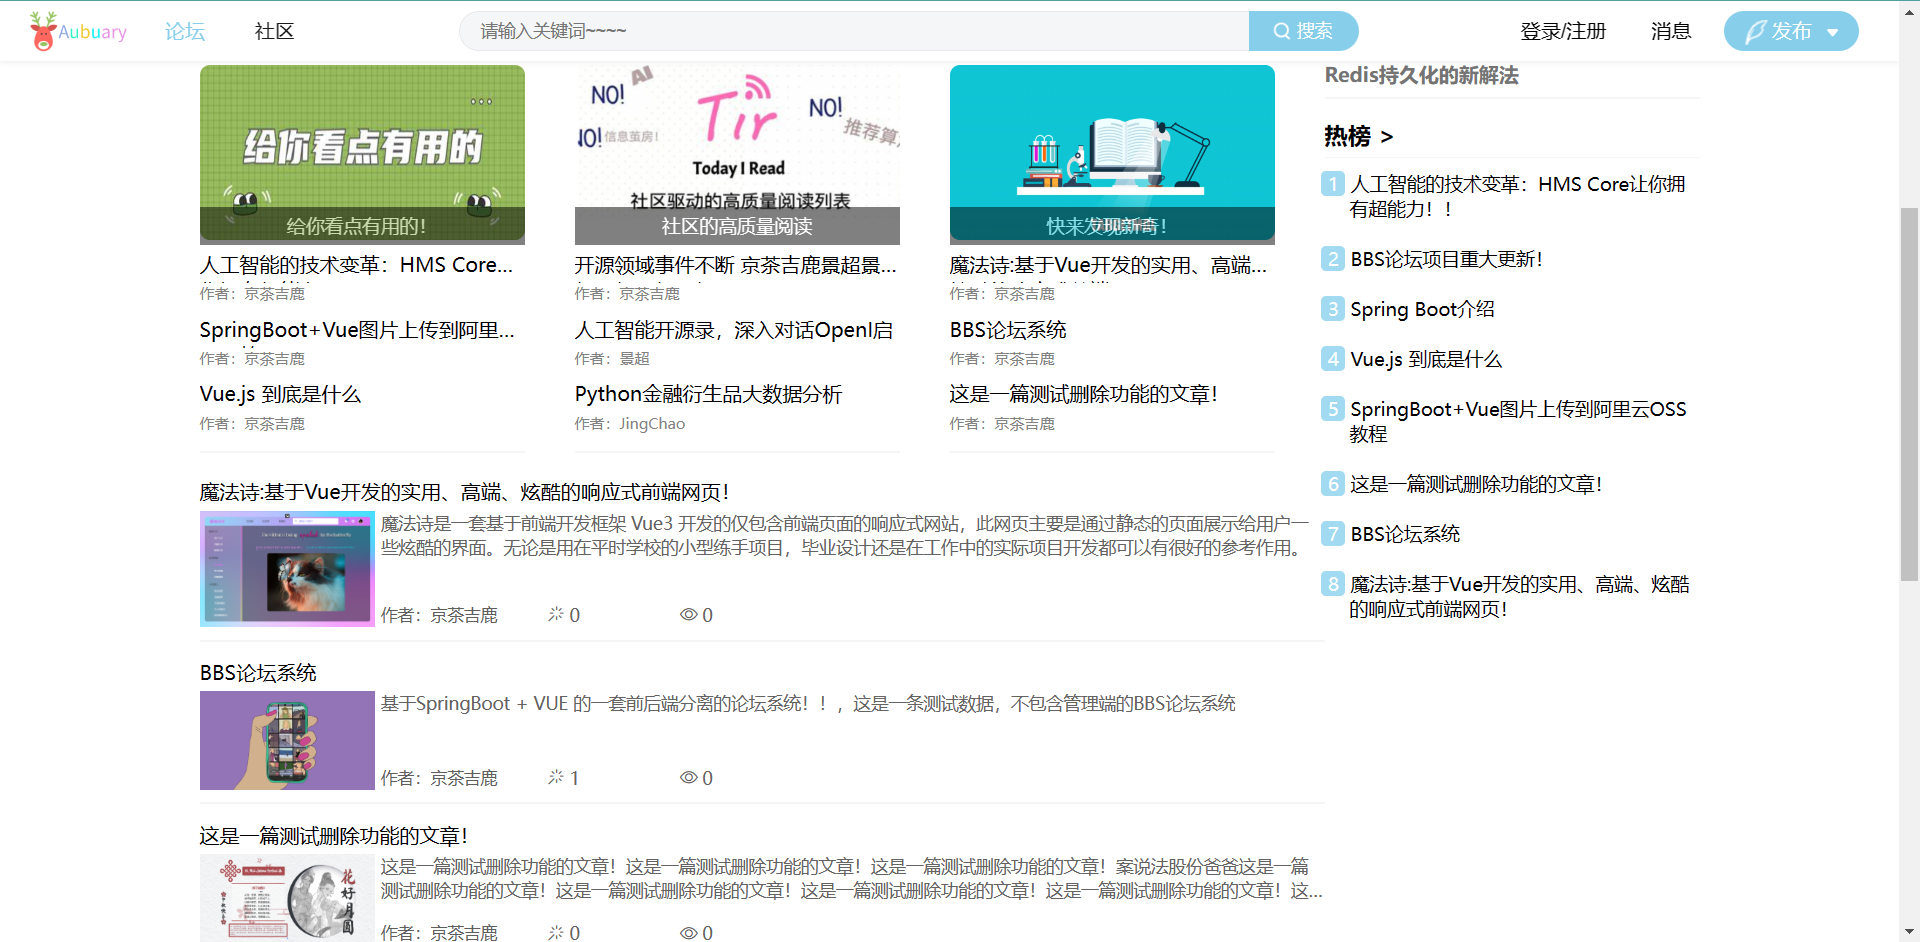 Aubuary
论坛
社区
请输入关键词~~~~
搜索
登录/注册
消息
发布
给你看点有用的
给你看点有用的！
NO!
AI
Tir
NO!
NO!
信息茧房！
Today I Read
社区驱动的高质量阅读列表
社区的高质量阅读
快来发现新奇！
人工智能的技术变革：HMS Core...
作者：京茶吉鹿
SpringBoot+Vue图片上传到阿里...
作者：京茶吉鹿
Vue.js 到底是什么
作者：京茶吉鹿
开源领域事件不断 京茶吉鹿景超景...
作者：京茶吉鹿
人工智能开源录，深入对话OpenI启
作者：景超
Python金融衍生品大数据分析
作者：JingChao
魔法诗:基于Vue开发的实用、高端...
作者：京茶吉鹿
BBS论坛系统
作者：京茶吉鹿
这是一篇测试删除功能的文章！
作者：京茶吉鹿
魔法诗:基于Vue开发的实用、高端、炫酷的响应式前端网页！
魔法诗是一套基于前端开发框架 Vue3 开发的仅包含前端页面的响应式网站，此网页主要是通过静态的页面展示给用户一
些炫酷的界面。无论是用在平时学校的小型练手项目，毕业设计还是在工作中的实际项目开发都可以有很好的参考作用。
作者：京茶吉鹿 0 0
BBS论坛系统
基于SpringBoot + VUE 的一套前后端分离的论坛系统！！，这是一条测试数据，不包含管理端的BBS论坛系统
作者：京茶吉鹿 1 0
这是一篇测试删除功能的文章！
花好月圆
这是一篇测试删除功能的文章！这是一篇测试删除功能的文章！这是一篇测试删除功能的文章！案说法股份爸爸这是一篇
测试删除功能的文章！这是一篇测试删除功能的文章！这是一篇测试删除功能的文章！这是一篇测试删除功能的文章！这...
作者：京茶吉鹿 0 0
Redis持久化的新解法
热榜 >
1 人工智能的技术变革：HMS Core让你拥
有超能力！！
2 BBS论坛项目重大更新！
3 Spring Boot介绍
4 Vue.js 到底是什么
5 SpringBoot+Vue图片上传到阿里云OSS
教程
6 这是一篇测试删除功能的文章！
7 BBS论坛系统
8 魔法诗:基于Vue开发的实用、高端、炫酷
的响应式前端网页！